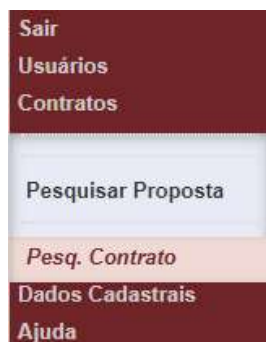 Sair
Usuários
Contratos
Pesquisar Proposta
Pesq. Contrato
Dados Cadastrais
Ajuda